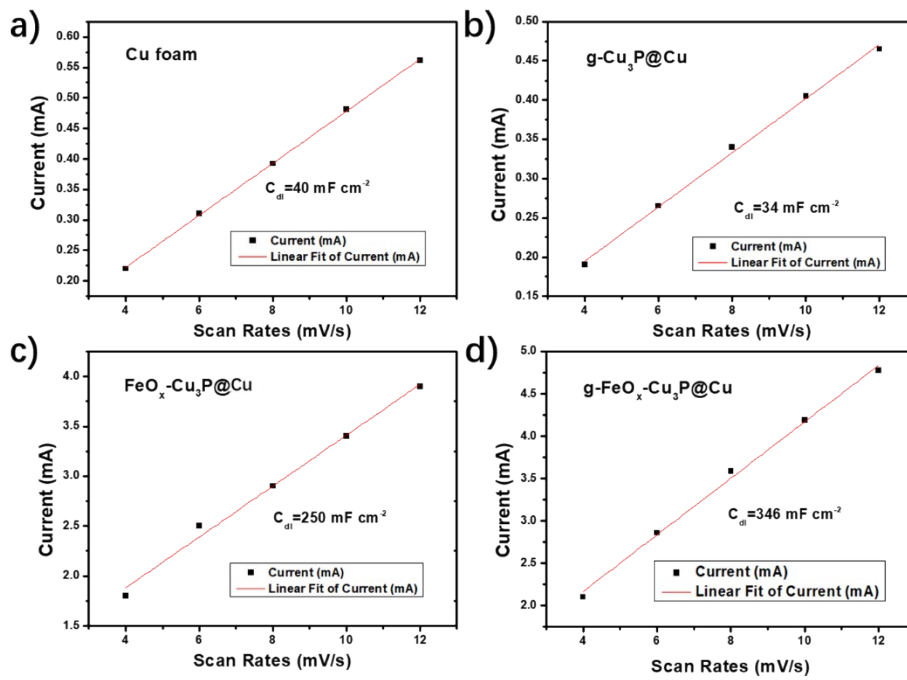 a)
Cu foam
0.60
0.55
0.50
0.45
0.40
0.35
0.30
0.25
0.20
Current (mA)
C_dl=40 mF cm^-2
Current (mA)
Linear Fit of Current (mA)
4 6 8 10 12
Scan Rates (mV/s)
b)
g-Cu₃P@Cu
0.50
0.45
0.40
0.35
0.30
0.25
0.20
0.15
Current (mA)
C_dl=34 mF cm^-2
Current (mA)
Linear Fit of Current (mA)
4 6 8 10 12
Scan Rates (mV/s)
c)
FeOₓ-Cu₃P@Cu
4.0
3.5
3.0
2.5
2.0
1.5
Current (mA)
C_dl=250 mF cm^-2
Current (mA)
Linear Fit of Current (mA)
4 6 8 10 12
Scan Rates (mV/s)
d)
g-FeOₓ-Cu₃P@Cu
5.0
4.5
4.0
3.5
3.0
2.5
2.0
Current (mA)
C_dl=346 mF cm^-2
Current (mA)
Linear Fit of Current (mA)
4 6 8 10 12
Scan Rates (mV/s)